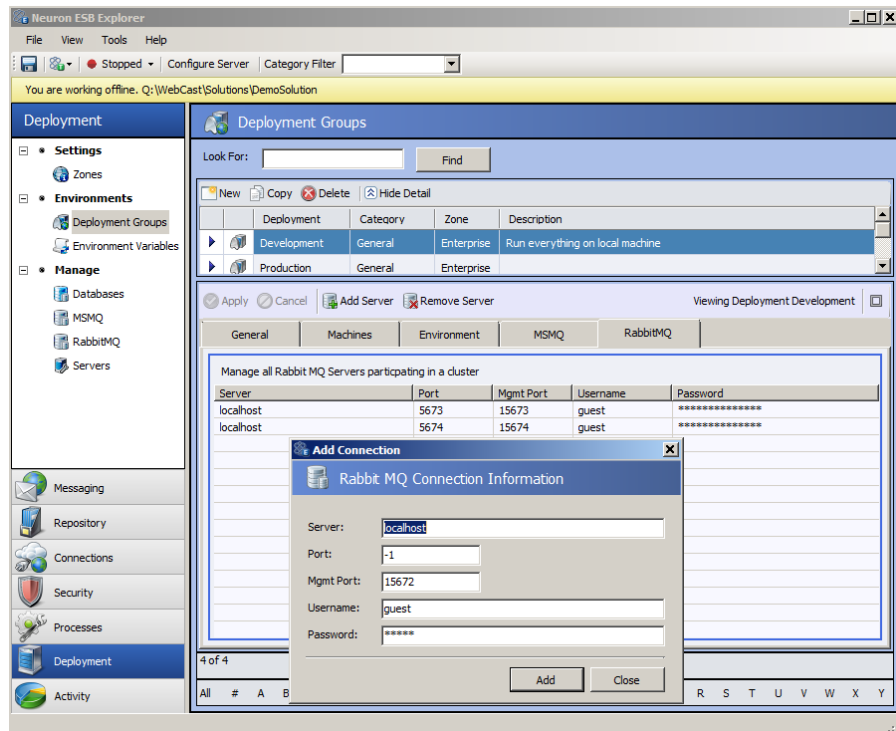 Neuron ESB Explorer
File View Tools Help
Stopped Configure Server Category Filter
You are working offline. Q:\WebCast\Solutions\DemoSolution
Deployment
Settings
Zones
Environments
Deployment Groups
Environment Variables
Manage
Databases
MSMQ
RabbitMQ
Servers
Messaging
Repository
Connections
Security
Processes
Deployment
Activity
Deployment Groups
Look For: Find
New Copy Delete Hide Detail
Deployment Category Zone Description
Development General Enterprise Run everything on local machine
Production General Enterprise
Apply Cancel Add Server Remove Server Viewing Deployment Development
General Machines Environment MSMQ RabbitMQ
Manage all Rabbit MQ Servers particpating in a cluster
Server Port Mgmt Port Username Password
localhost 5673 15673 guest **************
localhost 5674 15674 guest **************
Add Connection
Rabbit MQ Connection Information
Server: localhost
Port: -1
Mgmt Port: 15672
Username: guest
Password: *****
Add Close
4 of 4
All # A B R S T U V W X Y